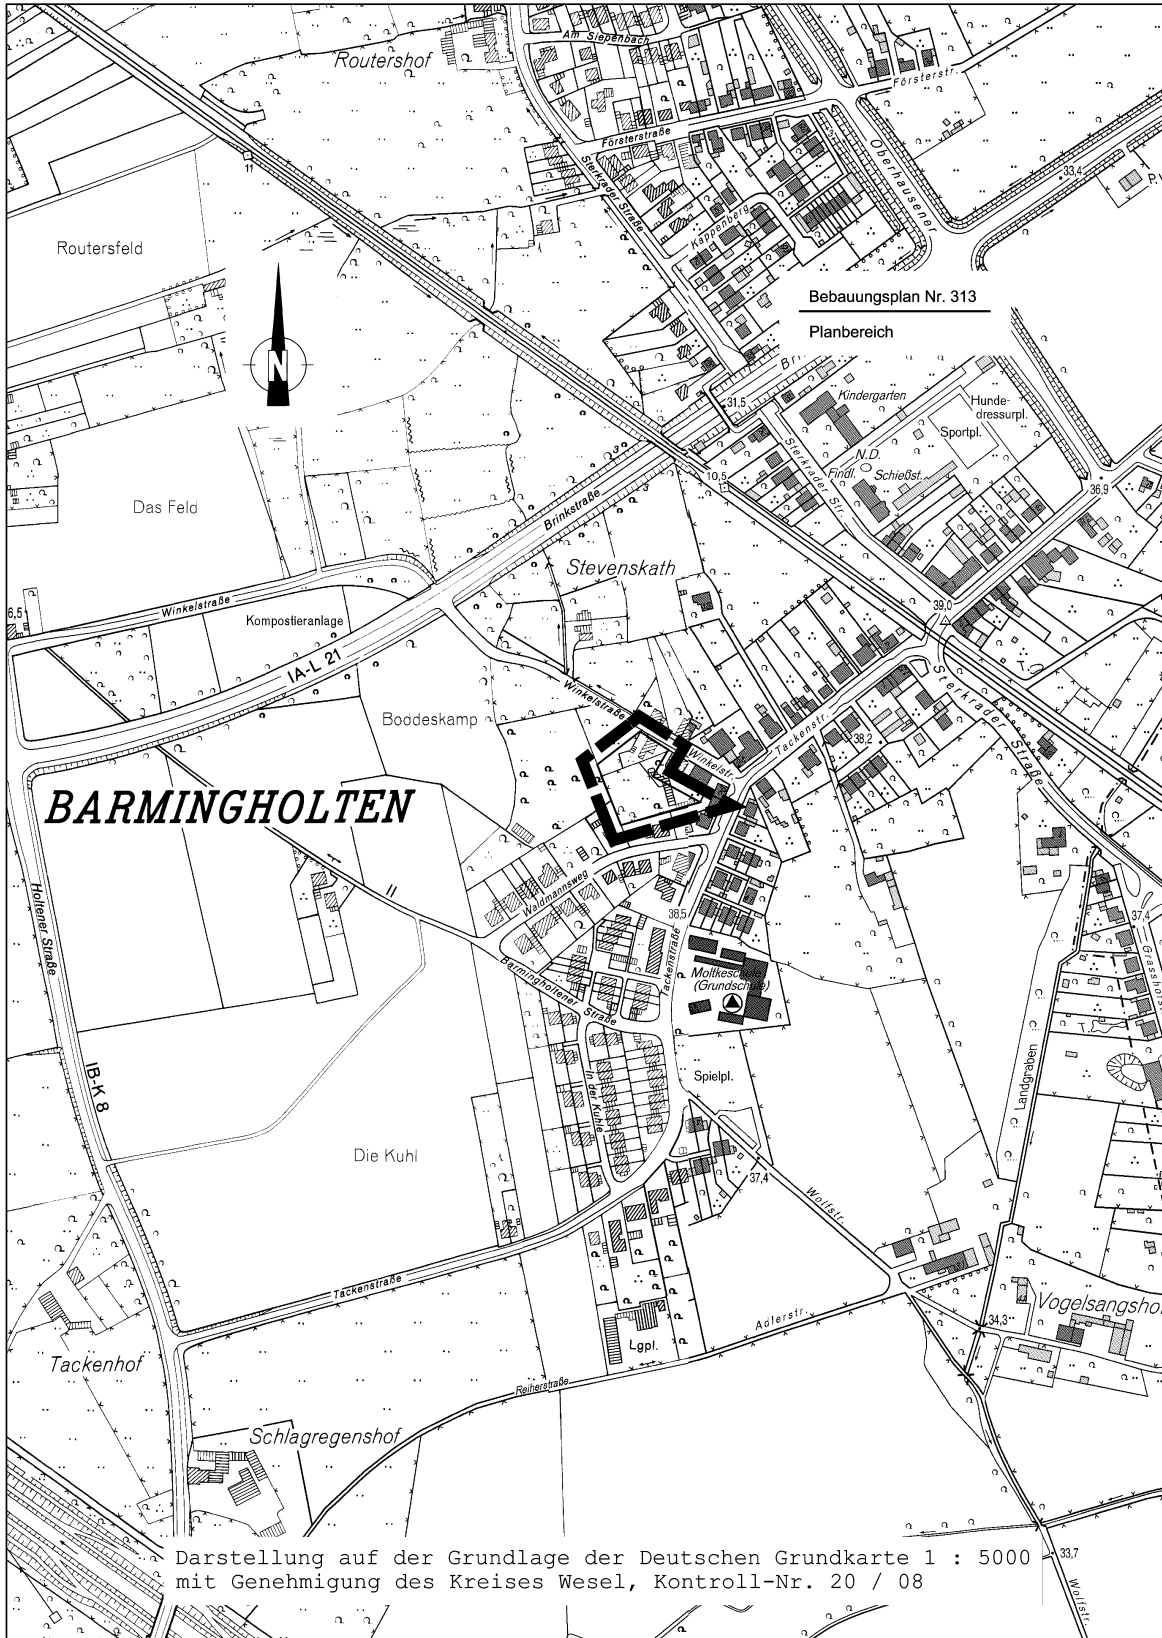 Am Siepenbach
Routershof
Försterstr.
Försterstraße
Oberhausener
11
Sterkrader Straße
33,4
Kappenberg
Routersfeld
Bebauungsplan Nr. 313
Planbereich
N
31,5
Kindergarten
Hunde-
dressurpl.
Sportpl.
Sterkrader Str.
N.D.
Findl.
Schießst.
10,5
36,9
Das Feld
Brinkstraße
3
3
Stevenskath
Winkelstraße
6,5
Kompostieranlage
39,0
IA-L 21
T.
Sterkrader Straße
Winkelstraße
Boddeskamp
Tackenstr.
38,2
Winkelstr.
BARMINGHOLTEN
Holtener Straße
Waldmannsweg
38,5
37,4
Tackenstraße
Barmingholtener Straße
Moltkeschule
(Grundschule)
T.
In der Kuhle
Spielpl.
Landgraben
IB-K 8
Die Kuhl
37,4
Wolfstr.
Tackenstraße
Adlerstr.
34,3
Lgpl.
Tackenhof
Reiherstraße
Schlagregenshof
Darstellung auf der Grundlage der Deutschen Grundkarte 1 : 5000
mit Genehmigung des Kreises Wesel, Kontroll-Nr. 20 / 08
33,7
Wolfstr.